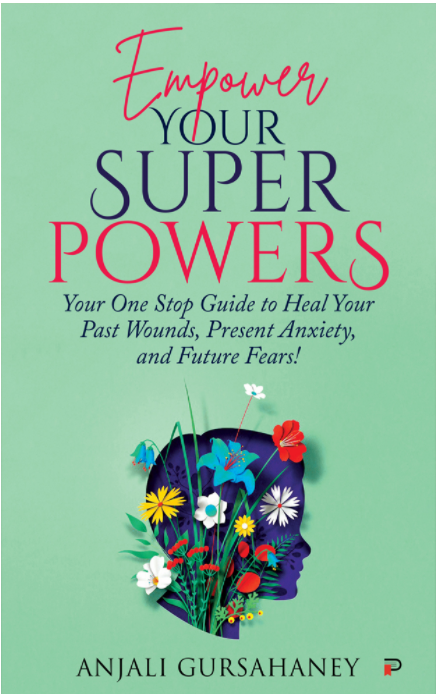 Empower
YOUR
SUPER
POWERS
Your One Stop Guide to Heal Your
Past Wounds, Present Anxiety,
and Future Fears!
ANJALI GURSAHANEY